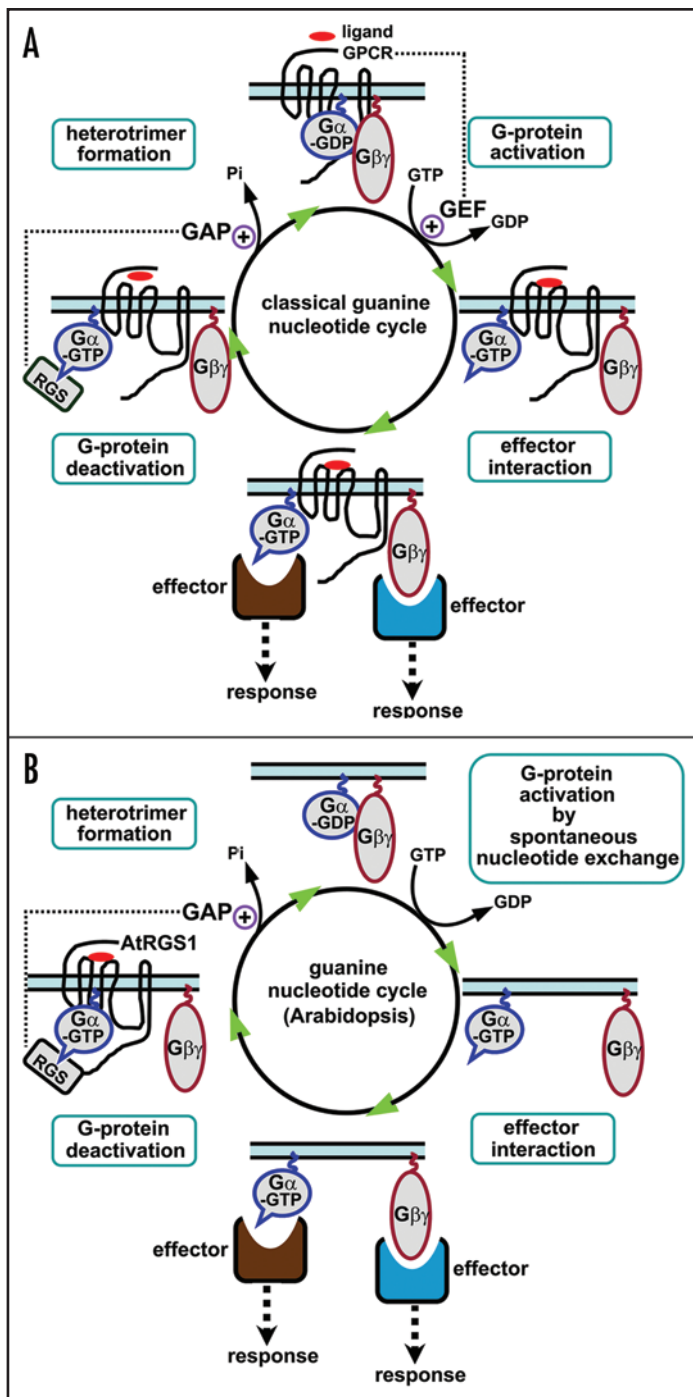 A
ligand
GPCR
heterotrimer
formation
G-protein
activation
Gα
-GDP
Gβγ
Pi
GTP
GEF
GDP
+
GAP +
classical guanine
nucleotide cycle
Gα
-GTP
RGS
Gβγ
Gα
-GTP
Gβγ
G-protein
deactivation
effector
interaction
Gα
-GTP
Gβγ
effector
effector
response
response
B
heterotrimer
formation
G-protein
activation
by
spontaneous
nucleotide exchange
Gα
-GDP
Gβγ
Pi
GTP
GDP
GAP +
AtRGS1
guanine
nucleotide cycle
(Arabidopsis)
Gα
-GTP
RGS
Gβγ
Gα
-GTP
Gβγ
G-protein
deactivation
effector
interaction
Gα
-GTP
Gβγ
effector
effector
response
response